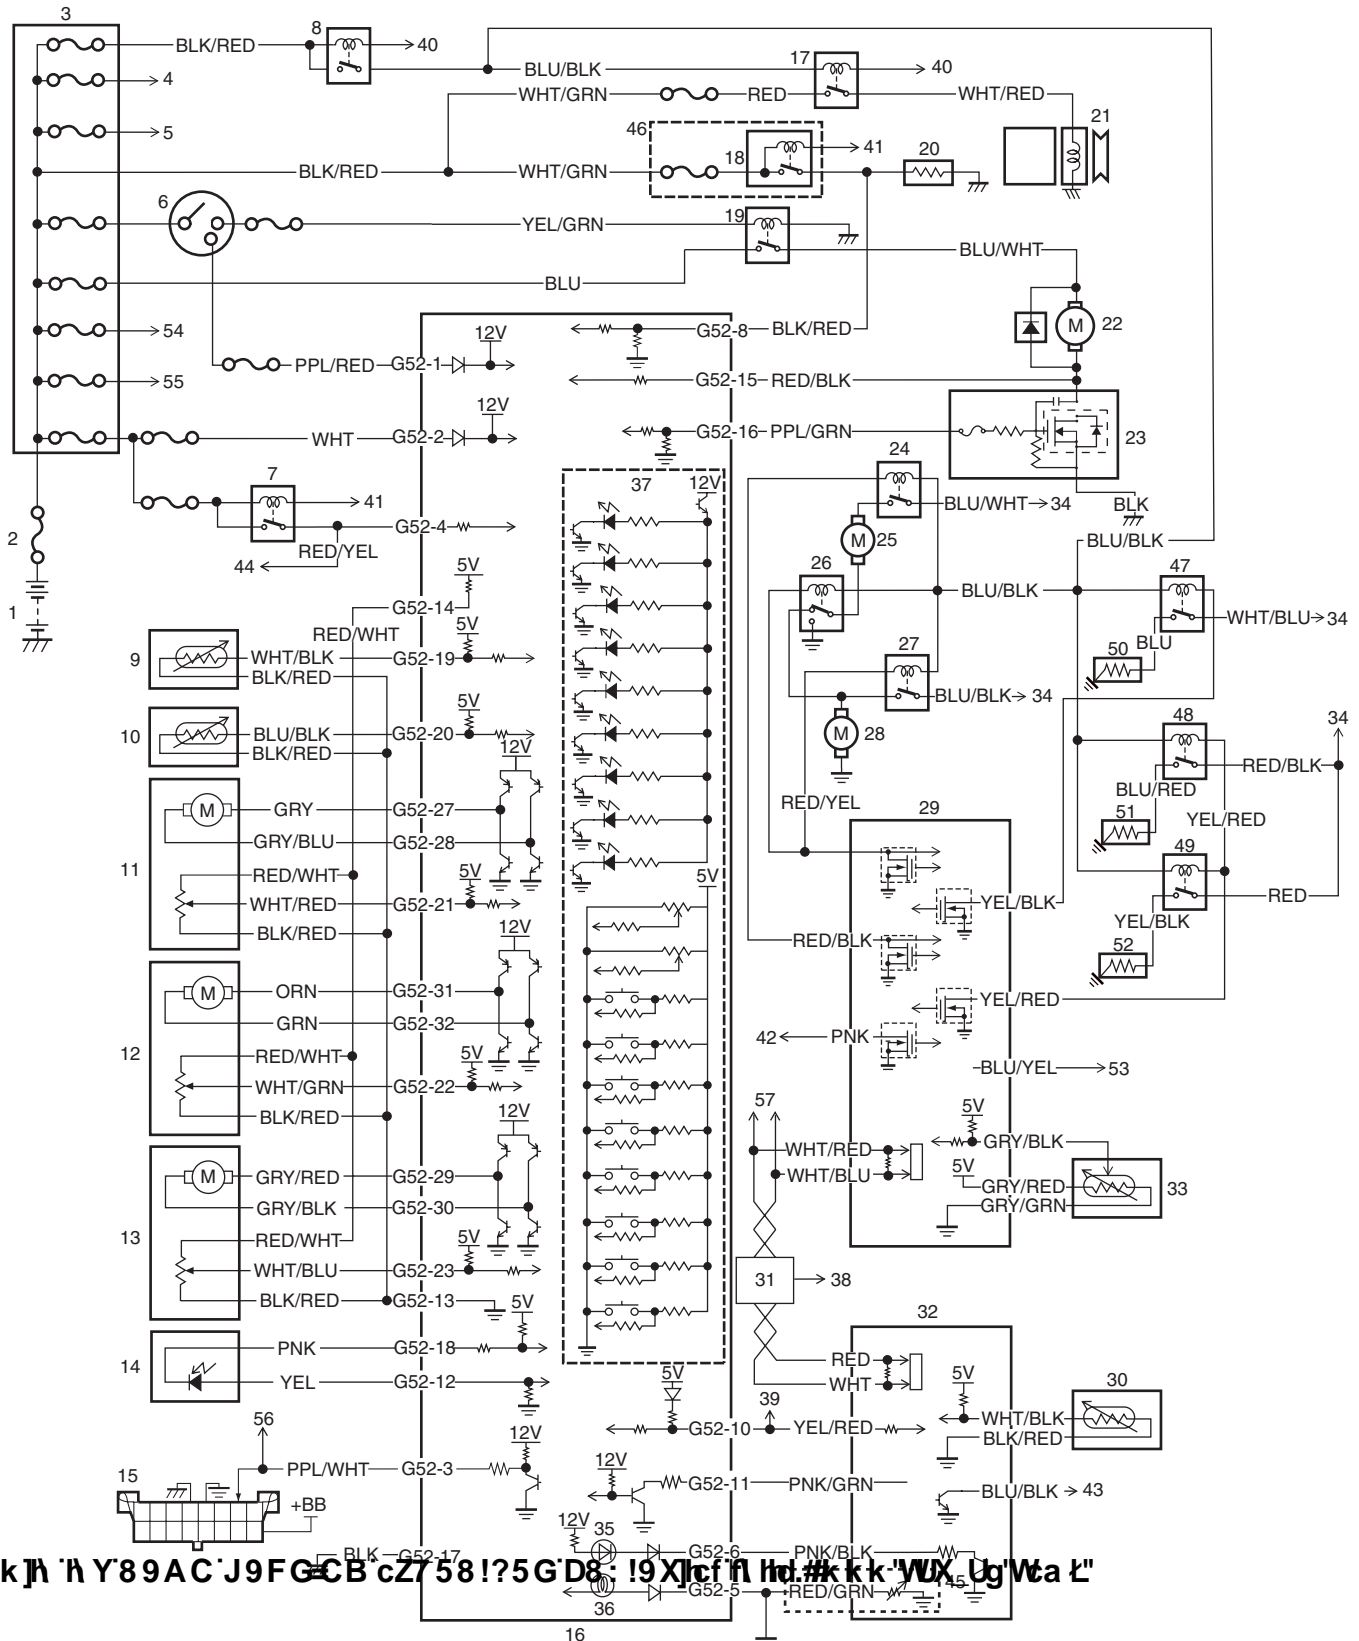 3
BLK/RED
8
40
4
BLU/BLK
17
40
WHT/GRN
RED
WHT/RED
5
46
21
BLK/RED
WHT/GRN
18
41
20
6
YEL/GRN
19
BLU/WHT
BLU
54
12V
G52-8
BLK/RED
M
22
PPL/RED
G52-1
55
G52-15
RED/BLK
12V
WHT
G52-2
G52-16
PPL/GRN
23
24
7
37
12V
41
BLU/WHT
34
BLK
2
G52-4
RED/YEL
M
25
BLU/BLK
44
5V
26
47
1
G52-14
BLU/BLK
WHT/BLU
34
RED/WHT
5V
27
50
BLU
9
WHT/BLK
G52-19
BLK/RED
BLU/BLK
34
5V
48
34
10
BLU/BLK
G52-20
M
28
BLK/RED
12V
RED/BLK
BLU/RED
M
GRY
G52-27
RED/YEL
29
51
YEL/RED
GRY/BLU
G52-28
49
11
RED/WHT
5V
5V
WHT/RED
G52-21
YEL/BLK
RED
YEL/BLK
BLK/RED
12V
RED/BLK
52
M
ORN
G52-31
YEL/RED
GRN
G52-32
42
PNK
12
RED/WHT
5V
BLU/YEL
53
WHT/GRN
G52-22
57
5V
BLK/RED
12V
GRY/BLK
WHT/RED
5V
M
GRY/RED
G52-29
WHT/BLU
GRY/RED
33
GRY/BLK
G52-30
GRY/GRN
13
RED/WHT
5V
WHT/BLU
G52-23
31
38
BLK/RED
G52-13
5V
32
PNK
G52-18
14
RED
YEL
G52-12
5V
WHT
5V
30
39
56
WHT/BLK
12V
G52-10
YEL/RED
BLK/RED
15
PPL/WHT
G52-3
12V
G52-11
PNK/GRN
BLU/BLK
43
+BB
12V
35
BLK
G52-17
G52-6
PNK/BLK
G52-5
RED/GRN
45
36
16